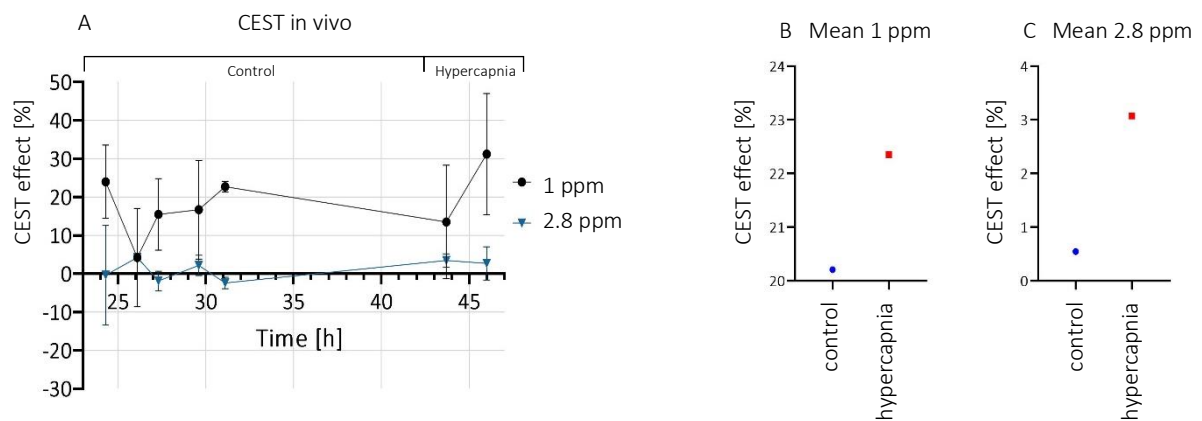 A CEST in vivo
Control Hypercapnia
CEST effect [%]
50
40
30
20
10
0
-10
-20
-30
25 30 35 40 45
Time [h]
1 ppm
2.8 ppm
B Mean 1 ppm
CEST effect [%]
24
23
22
21
20
control
hypercapnia
C Mean 2.8 ppm
CEST effect [%]
4
3
2
1
0
control
hypercapnia